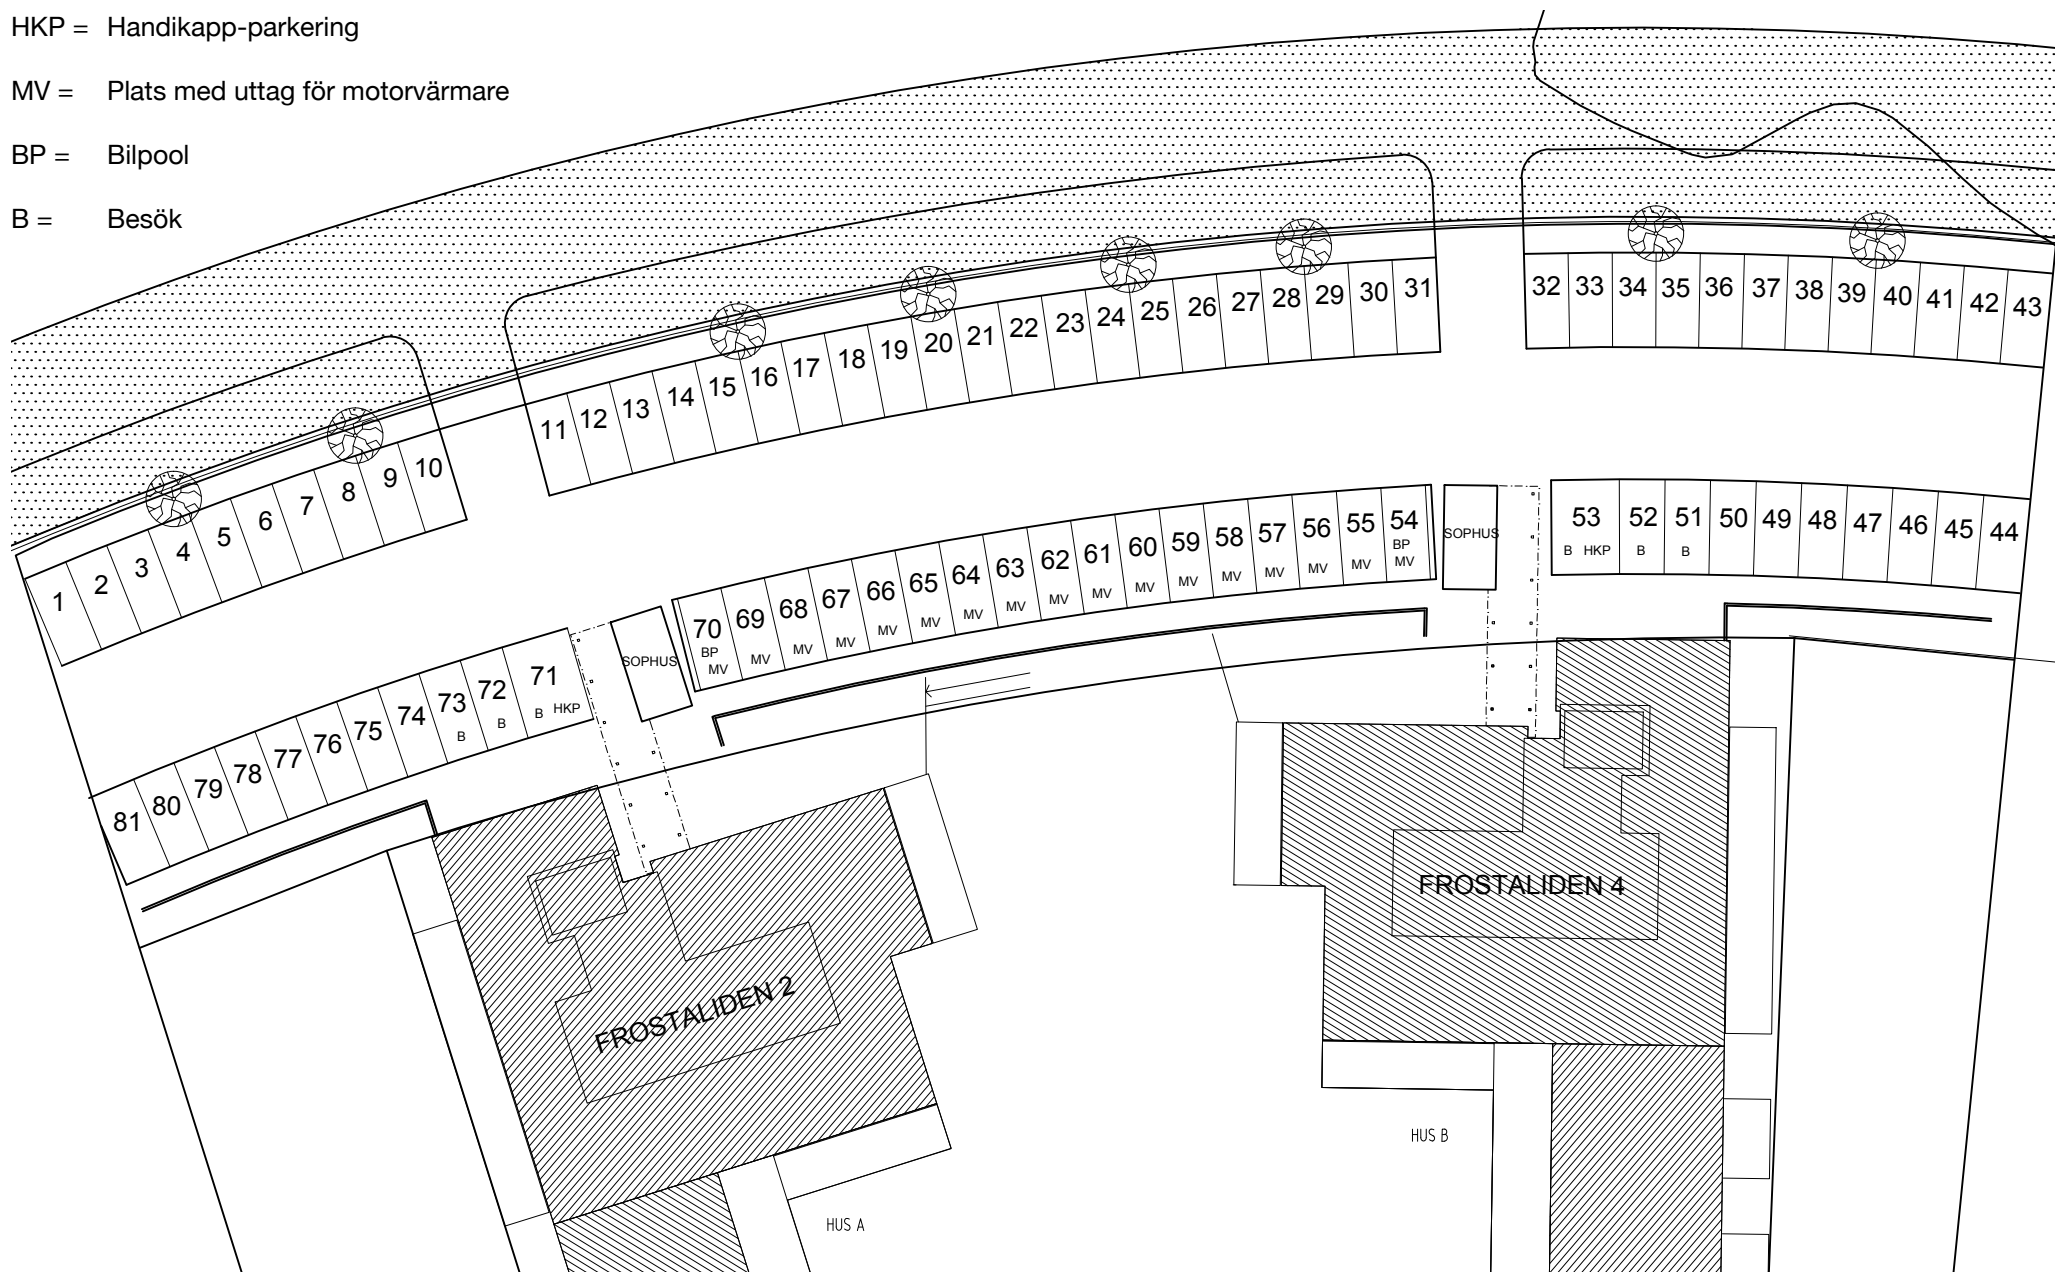 HKP = Handikapp-parkering
MV = Plats med uttag för motorvärmare
BP = Bilpool
B = Besök
1 2 3 4 5 6 7 8 9 10
11 12 13 14 15 16 17 18 19 20 21 22 23 24 25 26 27 28 29 30 31
32 33 34 35 36 37 38 39 40 41 42 43
81 80 79 78 77 76 75 74 73 72 71
B B B HKP
SOPHUS
70 69 68 67 66 65 64 63 62 61 60 59 58 57 56 55 54
BP BP
MV MV MV MV MV MV MV MV MV MV MV MV MV MV MV MV MV
SOPHUS
53 52 51 50 49 48 47 46 45 44
B HKP B B
FROSTALIDEN 2
FROSTALIDEN 4
HUS B
HUS A